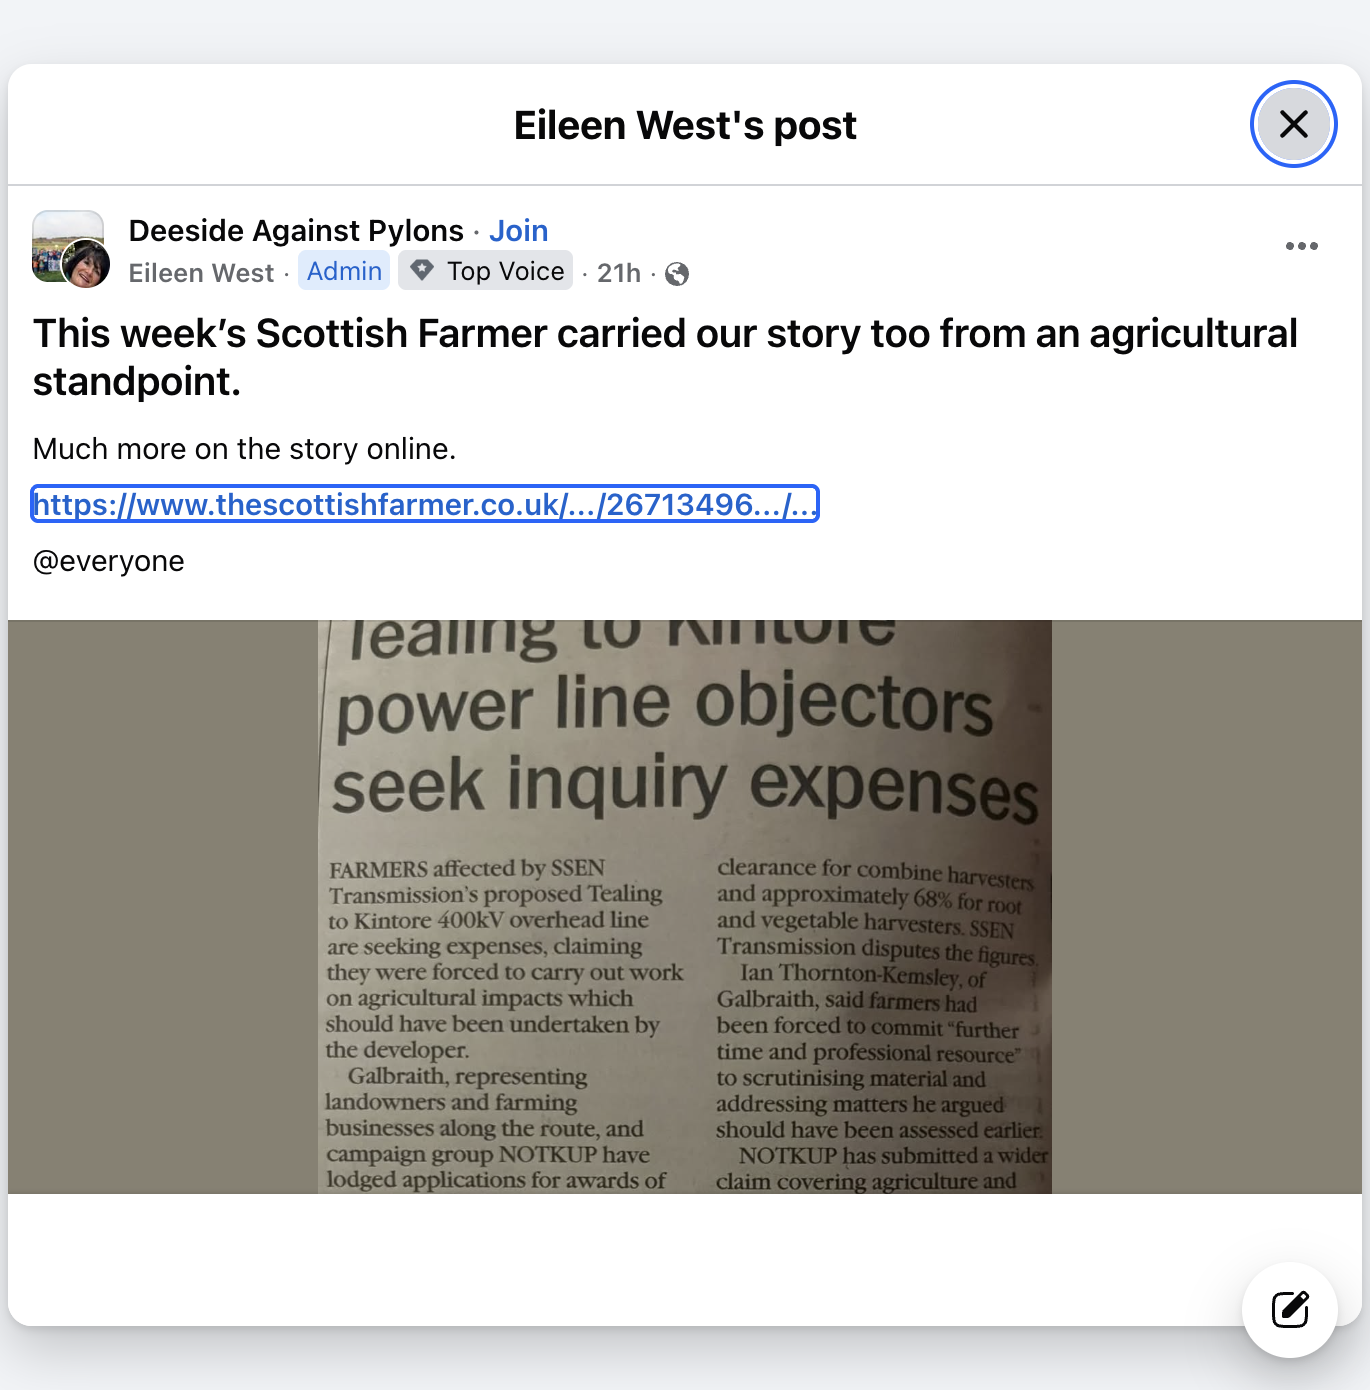 Eileen West's post
Deeside Against Pylons · Join
Eileen West · Admin Top Voice · 21h ·
This week’s Scottish Farmer carried our story too from an agricultural
standpoint.
Much more on the story online.
https://www.thescottishfarmer.co.uk/.../26713496.../...
@everyone
Tealing to Kintore
power line objectors
seek inquiry expenses
FARMERS affected by SSEN
Transmission's proposed Tealing
to Kintore 400kV overhead line
are seeking expenses, claiming
they were forced to carry out work
on agricultural impacts which
should have been undertaken by
the developer.
Galbraith, representing
landowners and farming
businesses along the route, and
campaign group NOTKUP have
lodged applications for awards of
clearance for combine harvesters
and approximately 68% for root
and vegetable harvesters. SSEN
Transmission disputes the figures.
Ian Thornton-Kemsley, of
Galbraith, said farmers had
been forced to commit “further
time and professional resource”
to scrutinising material and
addressing matters he argued
should have been assessed earlier.
NOTKUP has submitted a wider
claim covering agriculture and